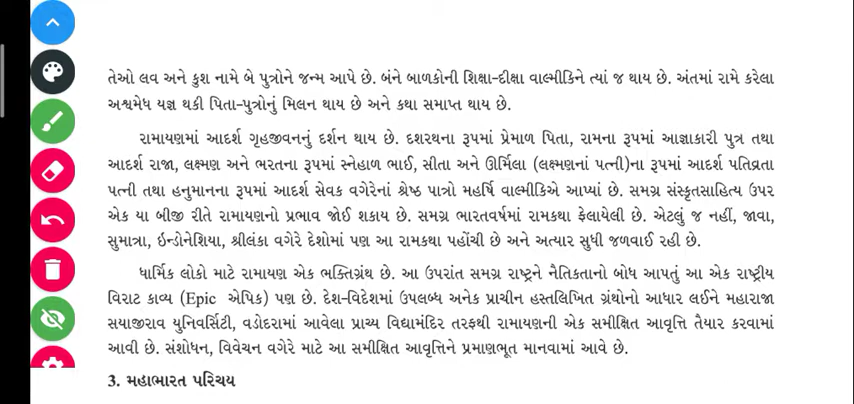 તેઓ લવ અને કુશ નામે બે પુત્રોને જન્મ આપે છે. બંને બાળકોની શિક્ષા-દીક્ષા વાલ્મીકિને ત્યાં જ થાય છે. અંતમાં રામે કરેલા
અશ્વમેધ યજ્ઞ થકી પિતા-પુત્રોનું મિલન થાય છે અને કથા સમાપ્ત થાય છે.
રામાયણમાં આદર્શ ગૃહજીવનનું દર્શન થાય છે. દશરથના રૂપમાં પ્રેમાળ પિતા, રામના રૂપમાં આજ્ઞાકારી પુત્ર તથા
આદર્શ રાજા, લક્ષ્મણ અને ભરતના રૂપમાં સ્નેહાળ ભાઈ, સીતા અને ઊર્મિલા (લક્ષ્મણનાં પત્ની)ના રૂપમાં આદર્શ પતિવ્રતા
પત્ની તથા હનુમાનના રૂપમાં આદર્શ સેવક વગેરેનાં શ્રેષ્ઠ પાત્રો મહર્ષિ વાલ્મીકિએ આપ્યાં છે. સમગ્ર સંસ્કૃતસાહિત્ય ઉપર
એક યા બીજી રીતે રામાયણનો પ્રભાવ જોઈ શકાય છે. સમગ્ર ભારતવર્ષમાં રામકથા ફેલાયેલી છે. એટલું જ નહીં, જાવા,
સુમાત્રા, ઇન્ડોનેશિયા, શ્રીલંકા વગેરે દેશોમાં પણ આ રામકથા પહોંચી છે અને અત્યાર સુધી જળવાઈ રહી છે.
ધાર્મિક લોકો માટે રામાયણ એક ભક્તિગ્રંથ છે. આ ઉપરાંત સમગ્ર રાષ્ટ્રને નૈતિકતાનો બોધ આપતું આ એક રાષ્ટ્રીય
વિરાટ કાવ્ય (Epic એપિક) પણ છે. દેશ-વિદેશમાં ઉપલબ્ધ અનેક પ્રાચીન હસ્તલિખિત ગ્રંથોનો આધાર લઈને મહારાજા
સયાજીરાવ યુનિવર્સિટી, વડોદરામાં આવેલા પ્રાચ્ય વિદ્યામંદિર તરફથી રામાયણની એક સમીક્ષિત આવૃત્તિ તૈયાર કરવામાં
આવી છે. સંશોધન, વિવેચન વગેરે માટે આ સમીક્ષિત આવૃત્તિને પ્રમાણભૂત માનવામાં આવે છે.
3. મહાભારત પરિચય